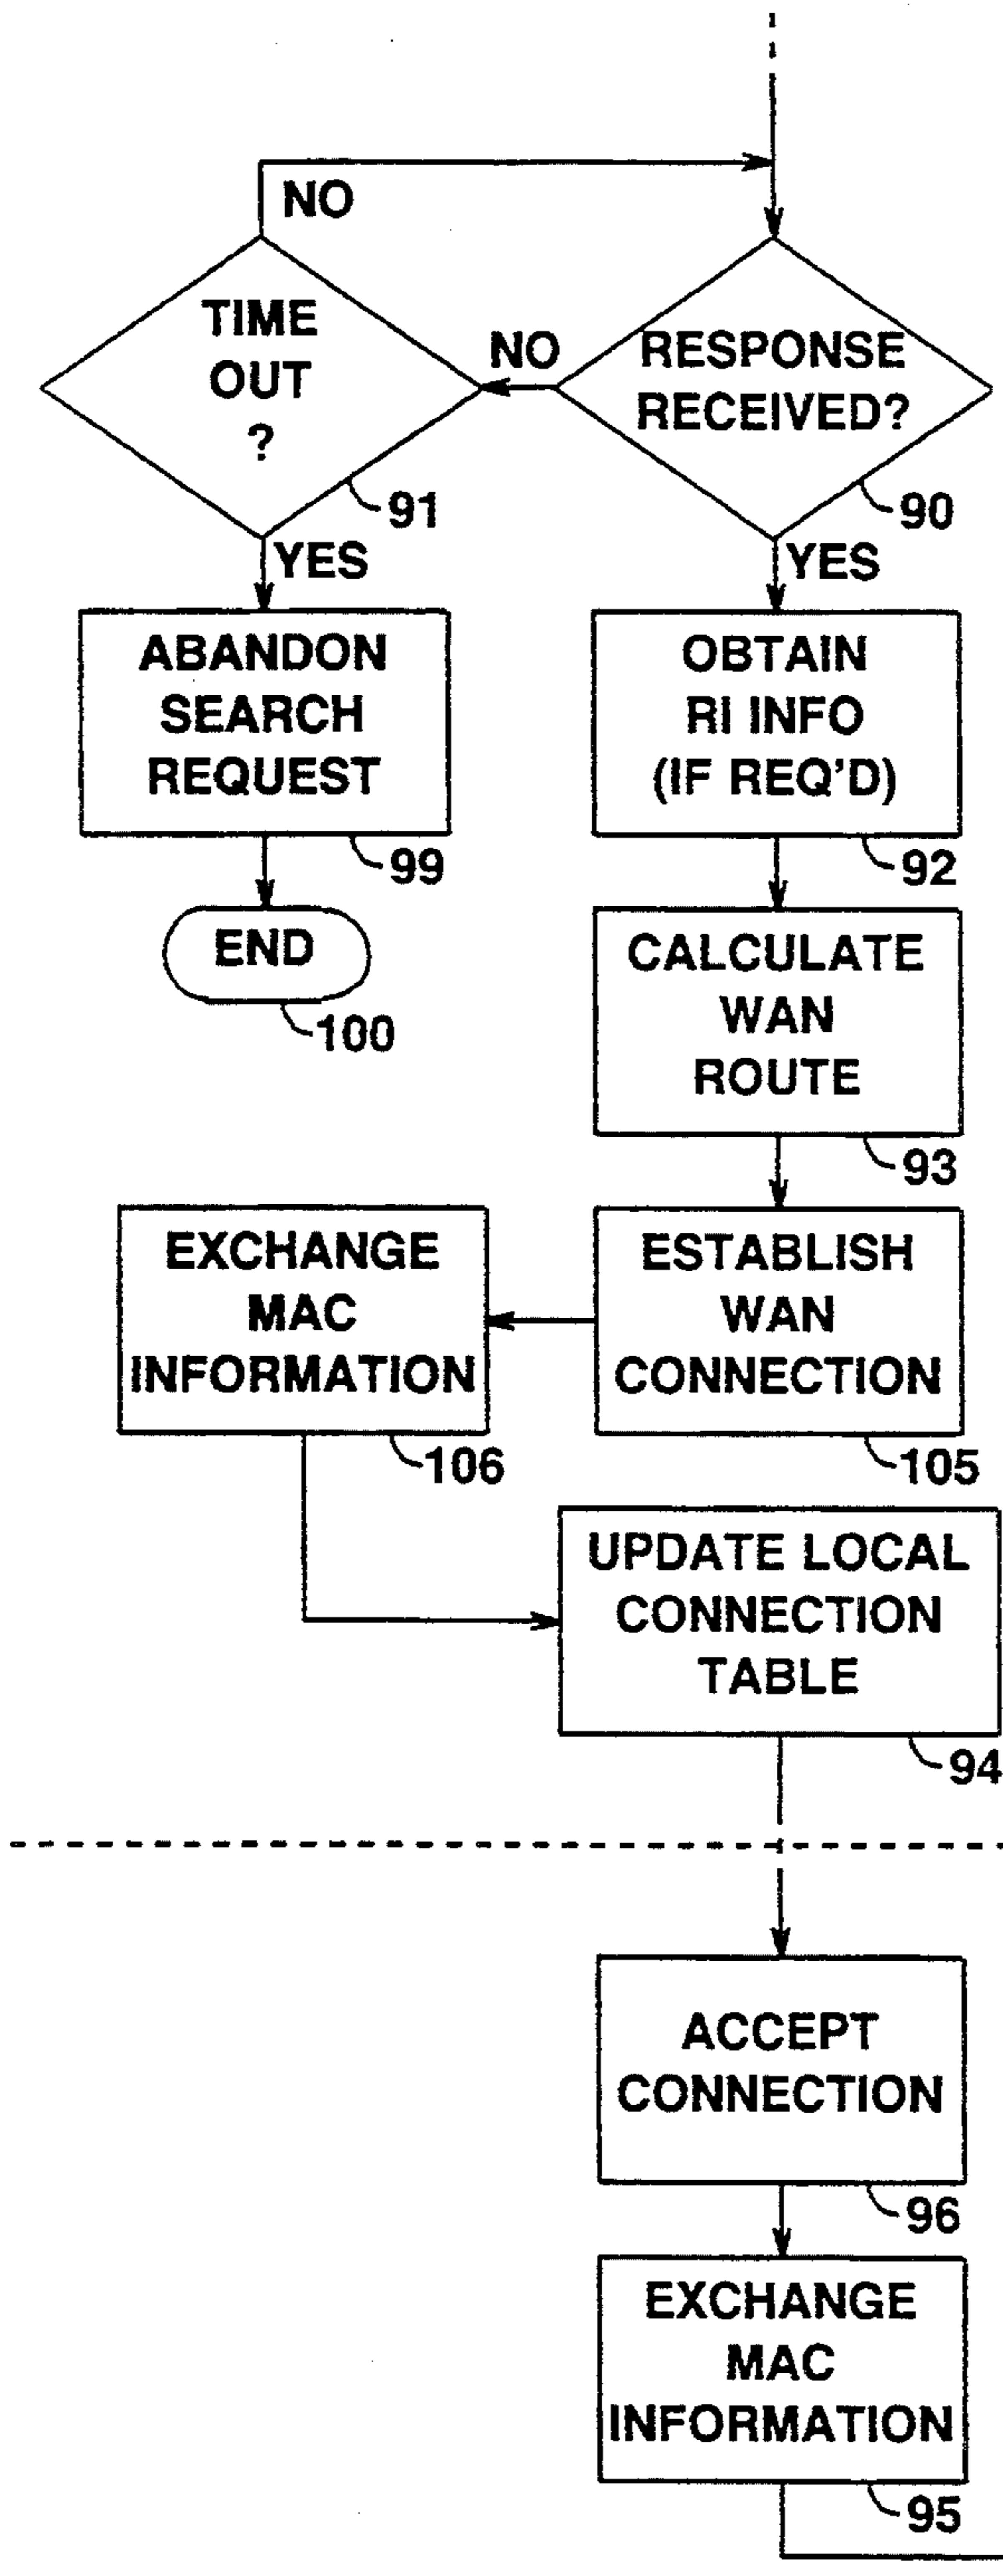 NO
TIME
OUT
?
91
NO
RESPONSE
RECEIVED?
90
YES
YES
ABANDON
SEARCH
REQUEST
99
OBTAIN
RI INFO
(IF REQ'D)
92
END
100
CALCULATE
WAN
ROUTE
93
EXCHANGE
MAC
INFORMATION
106
ESTABLISH
WAN
CONNECTION
105
UPDATE LOCAL
CONNECTION
TABLE
94
ACCEPT
CONNECTION
96
EXCHANGE
MAC
INFORMATION
95